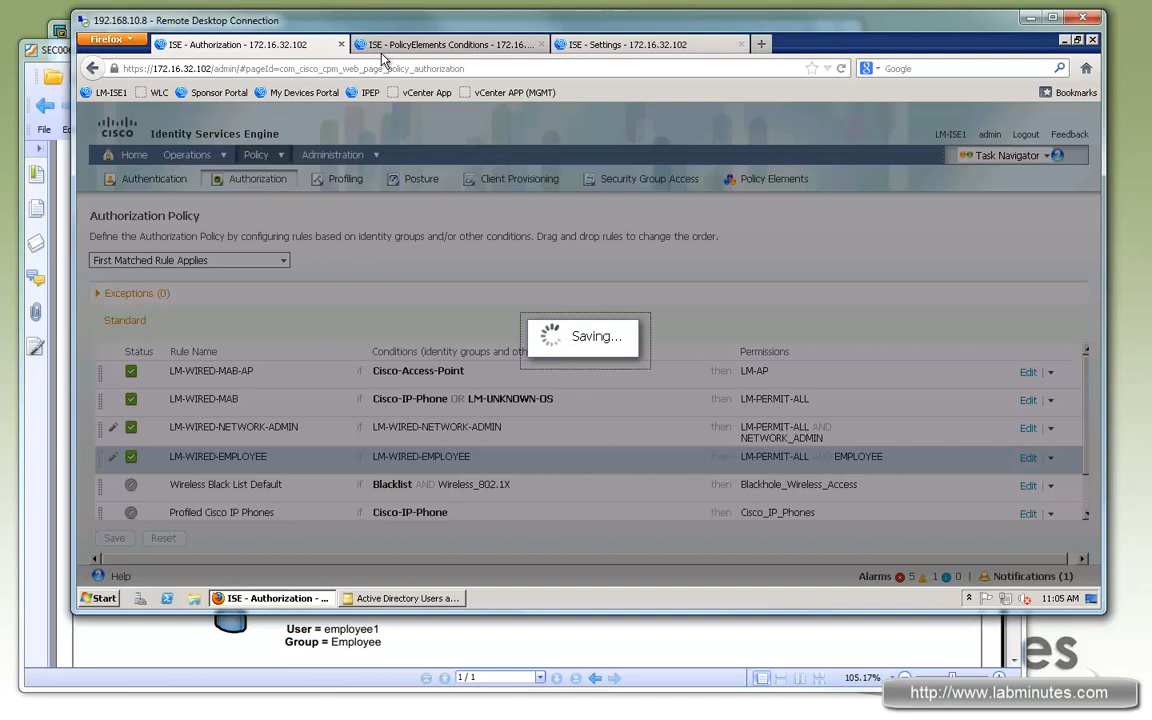 192.168.10.8 - Remote Desktop Connection
SEC00
Firefox
ISE - Authorization - 172.16.32.102
ISE - PolicyElements Conditions - 172.16....
ISE - Settings - 172.16.32.102
https://172.16.32.102/admin/#pageId=com_cisco_cpm_web_page_policy_authorization
Google
LM-ISE1 WLC Sponsor Portal My Devices Portal IPEP vCenter App vCenter APP (MGMT) Bookmarks
File
CISCO Identity Services Engine
LM-ISE1 admin Logout Feedback
Home Operations Policy Administration Task Navigator
Authentication Authorization Profiling Posture Client Provisioning Security Group Access Policy Elements
Authorization Policy
Define the Authorization Policy by configuring rules based on identity groups and/or other conditions. Drag and drop rules to change the order.
First Matched Rule Applies
Exceptions (0)
Standard
Saving...
Status Rule Name Conditions (identity groups and oth Permissions
LM-WIRED-MAB-AP if Cisco-Access-Point then LM-AP Edit
LM-WIRED-MAB if Cisco-IP-Phone OR LM-UNKNOWN-OS then LM-PERMIT-ALL Edit
LM-WIRED-NETWORK-ADMIN if LM-WIRED-NETWORK-ADMIN then LM-PERMIT-ALL AND NETWORK_ADMIN Edit
LM-WIRED-EMPLOYEE if LM-WIRED-EMPLOYEE then LM-PERMIT-ALL AND EMPLOYEE Edit
Wireless Black List Default if Blacklist AND Wireless_802.1X then Blackhole_Wireless_Access Edit
Profiled Cisco IP Phones if Cisco-IP-Phone then Cisco_IP_Phones Edit
Save Reset
Help Alarms 5 1 0 Notifications (1)
Start ISE - Authorization - ... Active Directory Users a... 11:05 AM
User = employee1
Group = Employee
es
1 / 1 105.17%
http://www.labminutes.com